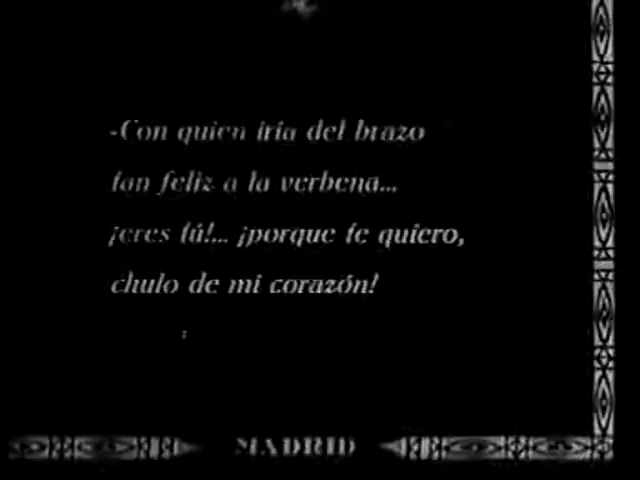 -Con quien iría del brazo
tan feliz a la verbena...
¡eres tú!... ¡porque te quiero,
chulo de mi corazón!
MADRID